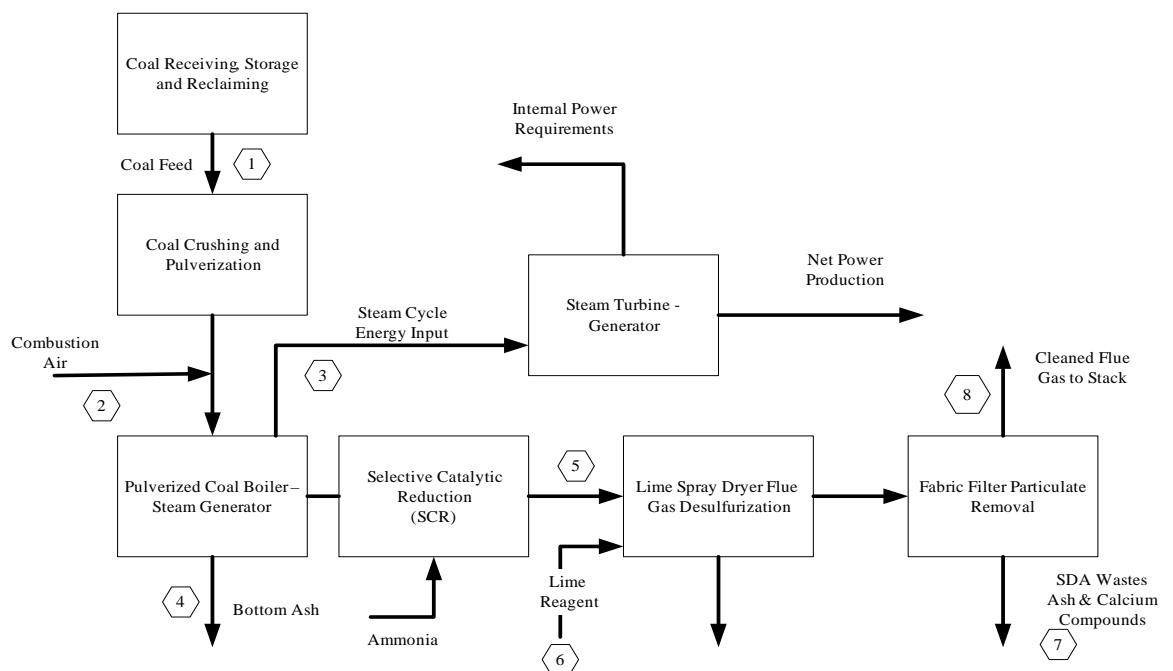 Coal Receiving, Storage
and Reclaiming
Coal Feed
1
Internal Power
Requirements
Coal Crushing and
Pulverization
Net Power
Production
Steam Turbine -
Generator
Steam Cycle
Energy Input
3
Combustion
Air
2
Cleaned Flue
Gas to Stack
8
Pulverized Coal Boiler–
Steam Generator
Selective Catalytic
Reduction
(SCR)
5
Lime Spray Dryer Flue
Gas Desulfurization
Fabric Filter Particulate
Removal
4
Bottom Ash
Ammonia
Lime
Reagent
6
SDA Wastes
Ash & Calcium
Compounds
7